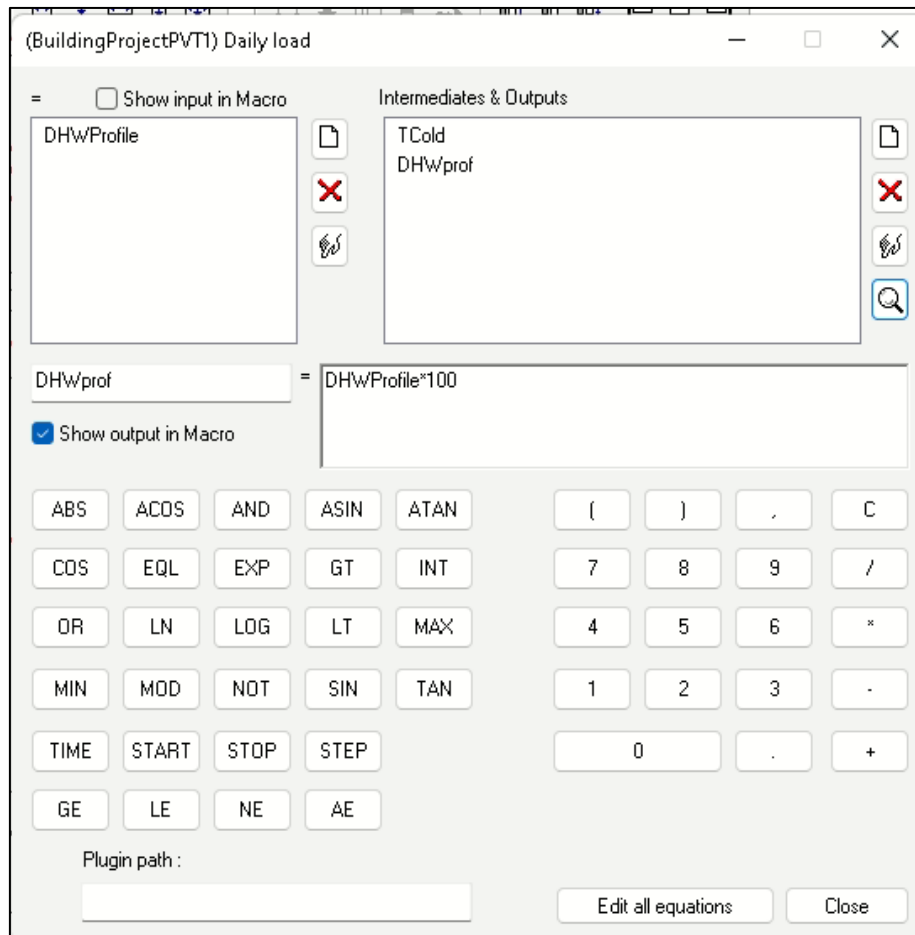 (BuildingProjectPVT1) Daily load
= Show input in Macro Intermediates & Outputs
DHWProfile
TCold
DHWprof
DHWprof = DHWProfile*100
Show output in Macro
ABS ACOS AND ASIN ATAN ( ) , C
COS EQL EXP GT INT 7 8 9 /
OR LN LOG LT MAX 4 5 6 *
MIN MOD NOT SIN TAN 1 2 3 -
TIME START STOP STEP 0 . +
GE LE NE AE
Plugin path :
Edit all equations Close